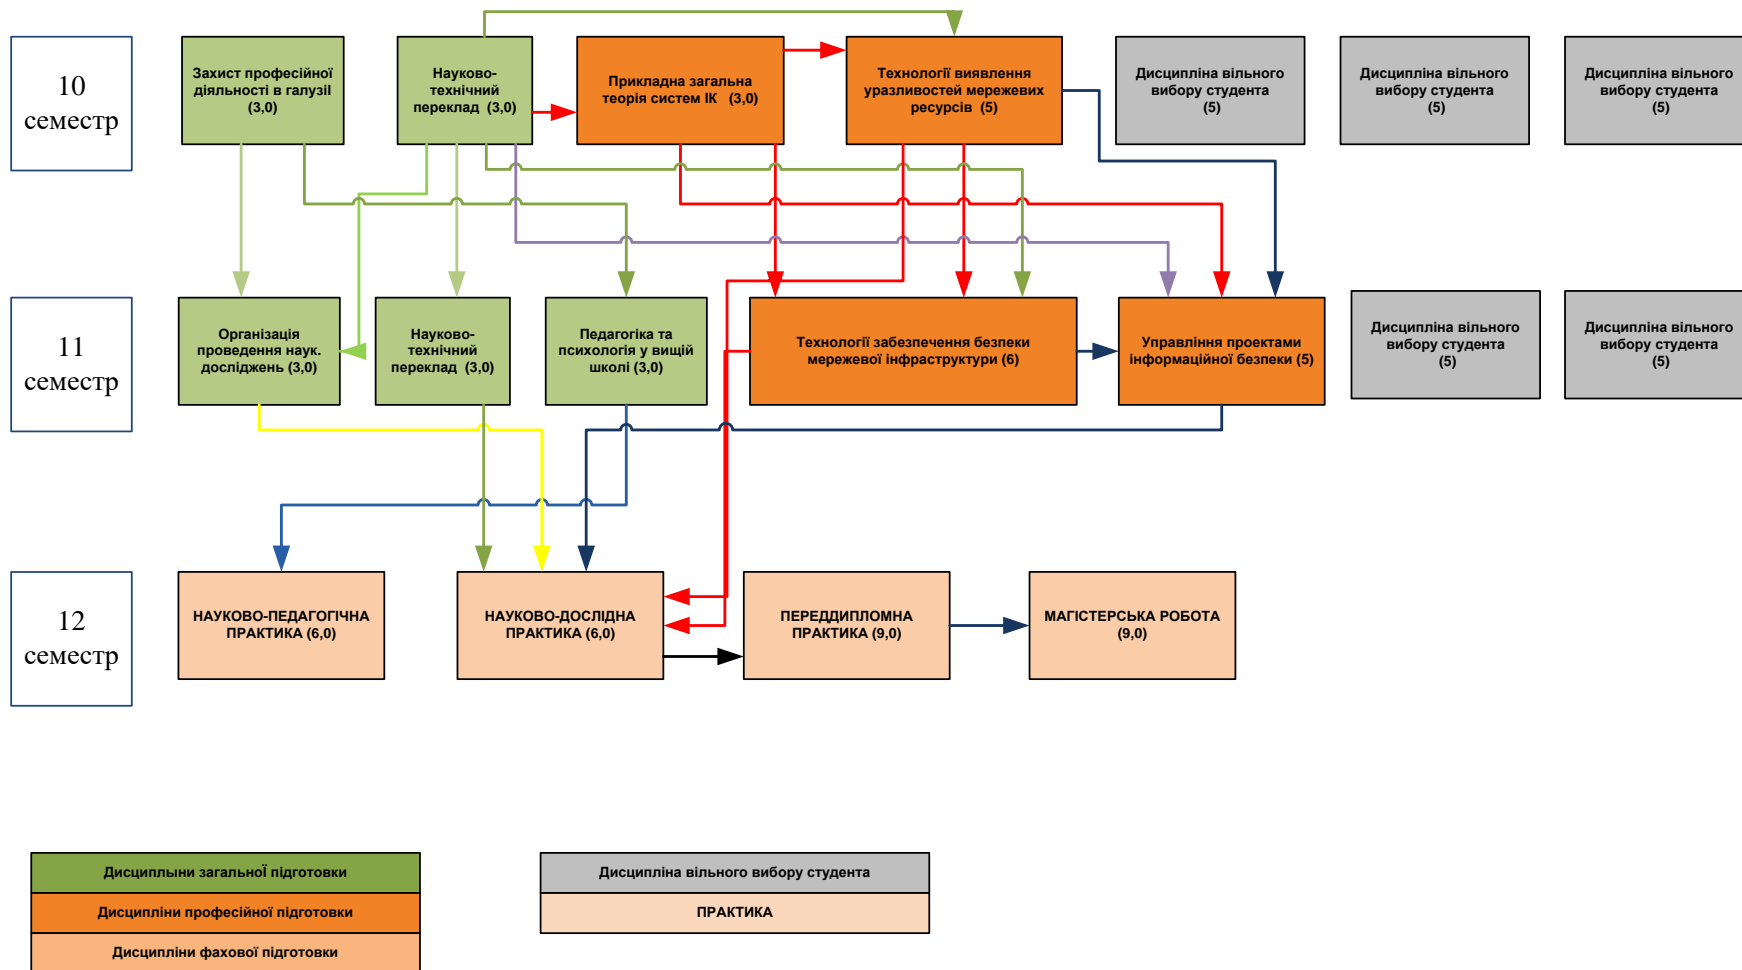 10
семестр
Захист професійної
діяльності в галузіІ
(3,0)
Науково-
технічний
переклад (3,0)
Прикладна загальна
теорія систем ІК (3,0)
Технології виявлення
уразливостей мережевих
ресурсів (5)
Дисципліна вільного
вибору студента
(5)
Дисципліна вільного
вибору студента
(5)
Дисципліна вільного
вибору студента
(5)
11
семестр
Організація
проведення наук.
досліджень (3,0)
Науково-
технічний
переклад (3,0)
Педагогіка та
психологія у вищій
школі (3,0)
Технології забезпечення безпеки
мережевої інфраструктури (6)
Управління проектами
інформаційної безпеки (5)
Дисципліна вільного
вибору студента
(5)
Дисципліна вільного
вибору студента
(5)
12
семестр
НАУКОВО-ПЕДАГОГІЧНА
ПРАКТИКА (6,0)
НАУКОВО-ДОСЛІДНА
ПРАКТИКА (6,0)
ПЕРЕДДИПЛОМНА
ПРАКТИКА (9,0)
МАГІСТЕРСЬКА РОБОТА
(9,0)
Дисциплыни загальноЇ підготовки
Дисципліни професійної підготовки
Дисципліни фахової підготовки
Дисципліна вільного вибору студента
ПРАКТИКА